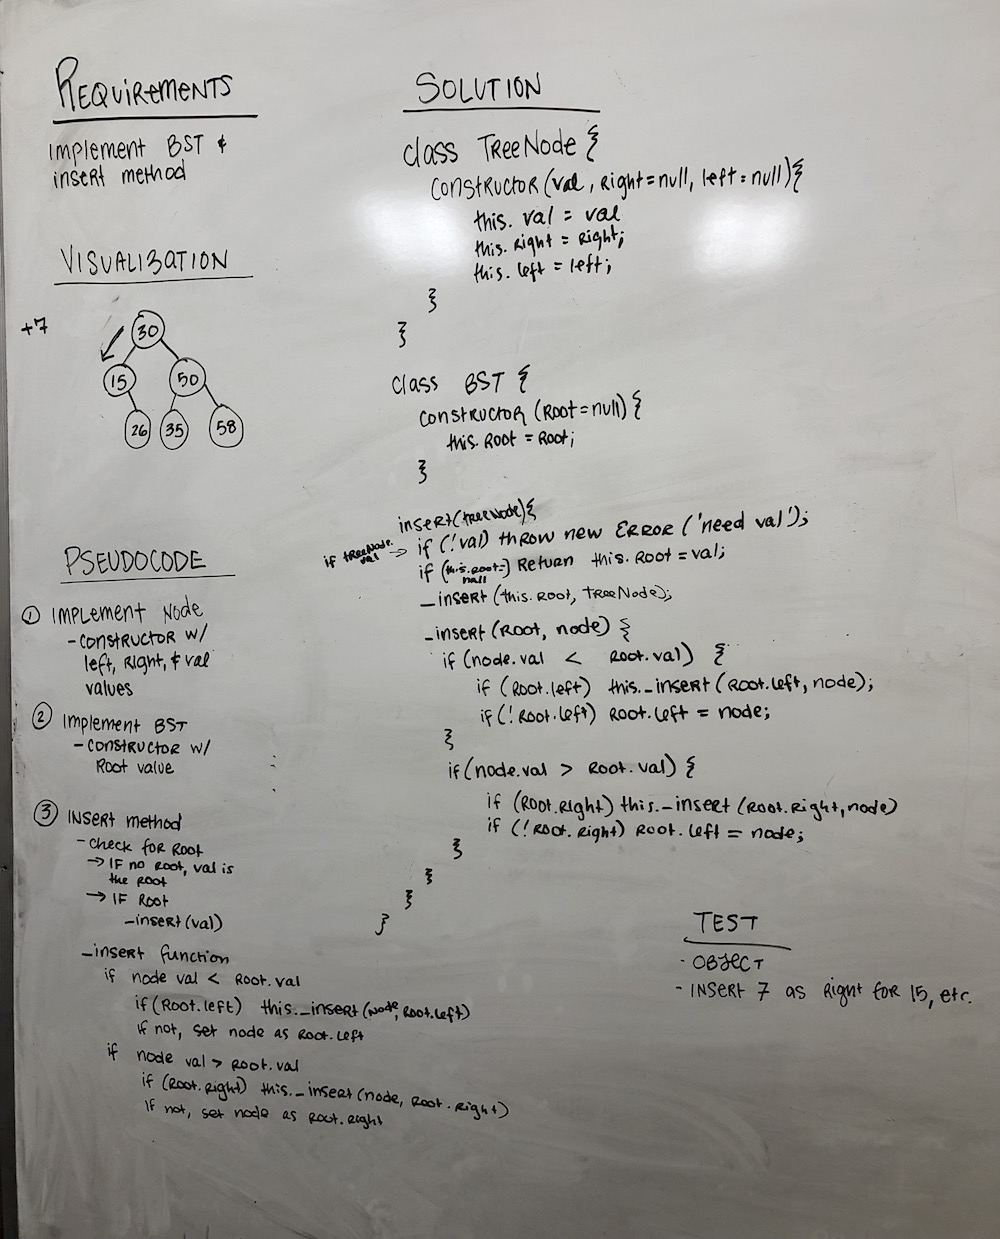 REQUIREMENTS
Implement BST &
insert method
VISUALIZATION
+7
30
15
50
26
35
58
PSEUDOCODE
① Implement Node
- constructor w/
left, right, & val
values
② Implement BST
- constructor w/
Root value
③ Insert method
- check for Root
→ IF no Root, val is
the Root
→ IF Root
_insert(val)
_insert function
if node val < Root.val
if (Root.left) this._insert(node, Root.left)
if not, set node as Root.left
if node val > Root.val
if (Root.Right) this._insert(node, Root.Right)
if not, set node as Root.Right
SOLUTION
class TreeNode {
constructor(val, Right=null, left=null){
this.val = val
this.Right = Right;
this.left = left;
}
}
class BST {
constructor (Root=null) {
this.Root = Root;
}
insert(treeNode){
if treeNode.val → if (!val) throw new ERROR ('need val');
if (this.root = null) Return this.Root = val;
_insert (this.Root, TreeNode);
_insert (Root, node) {
if (node.val < Root.val) {
if (Root.left) this._insert (Root.left, node);
if (!Root.left) Root.left = node;
}
if (node.val > Root.val) {
if (Root.Right) this._insert (Root.Right, node)
if (!Root.Right) Root.left = node;
}
}
}
}
TEST
- OBJECT
- INSERT 7 as Right for 15, etc.